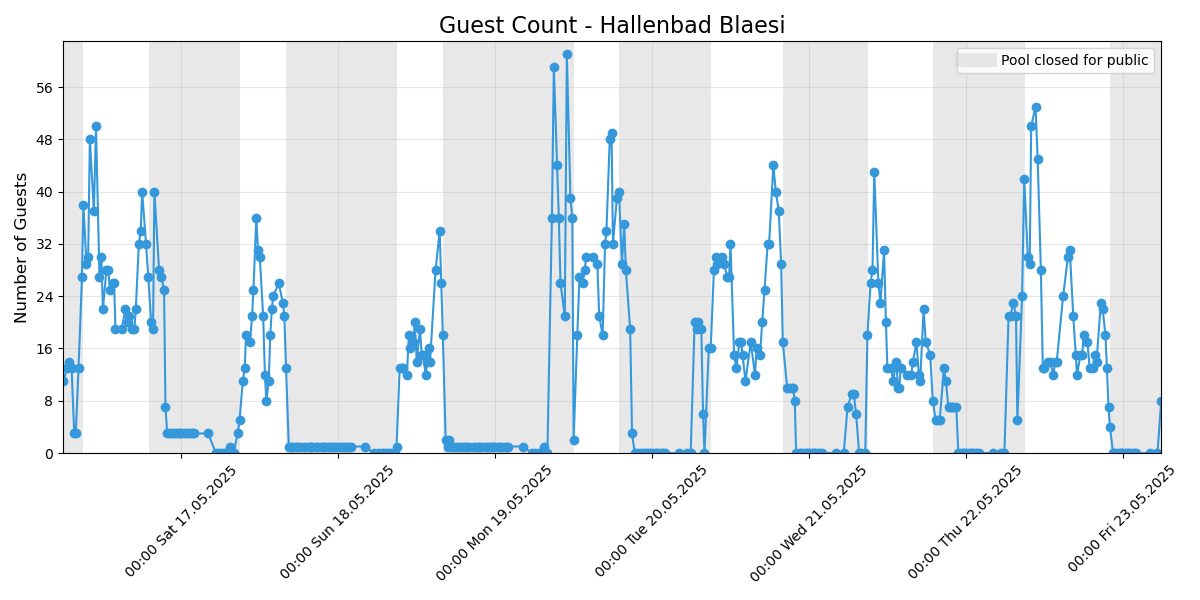 Guest Count - Hallenbad Blaesi
Pool closed for public
Number of Guests
56
48
40
32
24
16
8
0
00:00 Sat 17.05.2025
00:00 Sun 18.05.2025
00:00 Mon 19.05.2025
00:00 Tue 20.05.2025
00:00 Wed 21.05.2025
00:00 Thu 22.05.2025
00:00 Fri 23.05.2025